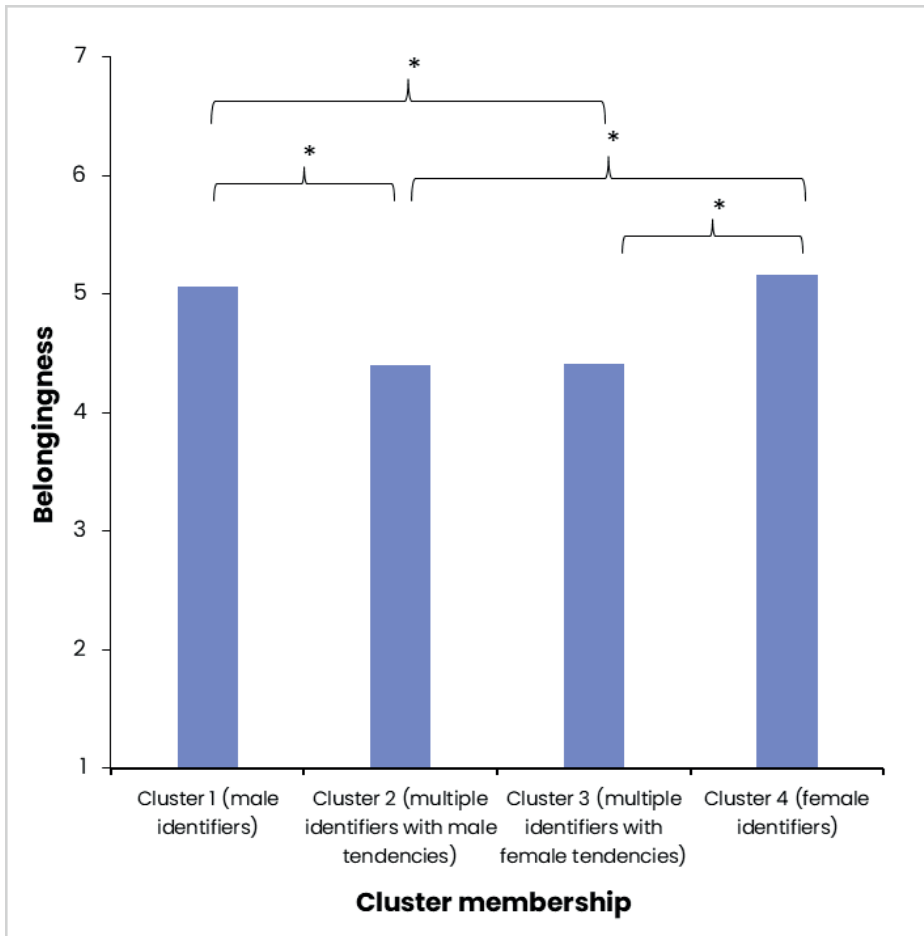 7
*
*
6
*
*
5
4
3
2
1
Belongingness
Cluster 1 (male
identifiers)
Cluster 2 (multiple
identifiers with male
tendencies)
Cluster 3 (multiple
identifiers with
female tendencies)
Cluster 4 (female
identifiers)
Cluster membership